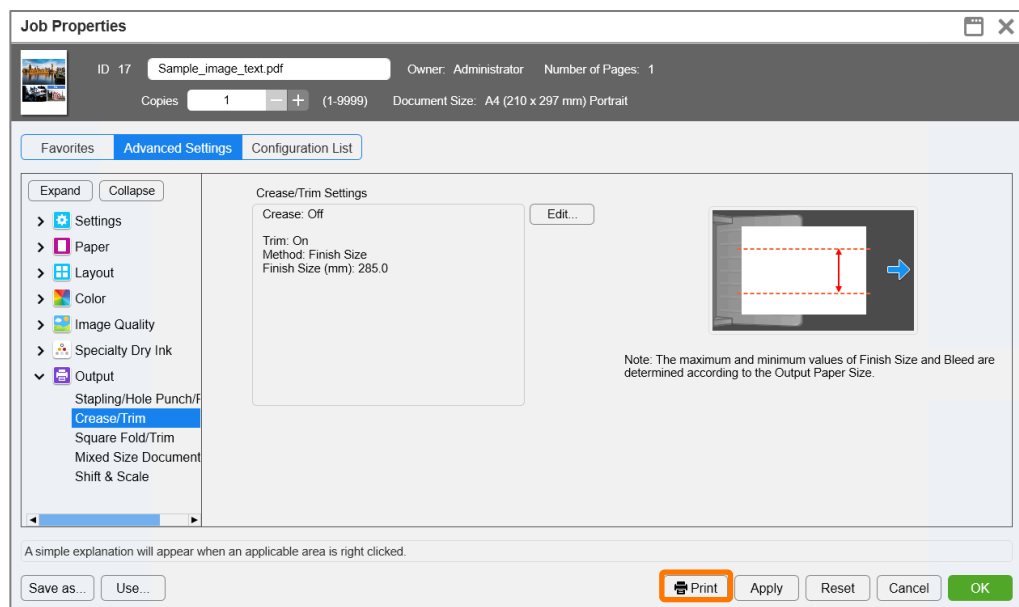 Job Properties
ID 17 Sample_image_text.pdf Owner: Administrator Number of Pages: 1
Copies 1 (1-9999) Document Size: A4 (210 x 297 mm) Portrait
Favorites Advanced Settings Configuration List
Expand Collapse
Settings
Paper
Layout
Color
Image Quality
Specialty Dry Ink
Output
Stapling/Hole Punch/F
Crease/Trim
Square Fold/Trim
Mixed Size Document
Shift & Scale
Crease/Trim Settings
Crease: Off
Trim: On
Method: Finish Size
Finish Size (mm): 285.0
Edit...
Note: The maximum and minimum values of Finish Size and Bleed are
determined according to the Output Paper Size.
A simple explanation will appear when an applicable area is right clicked.
Save as... Use... Print Apply Reset Cancel OK